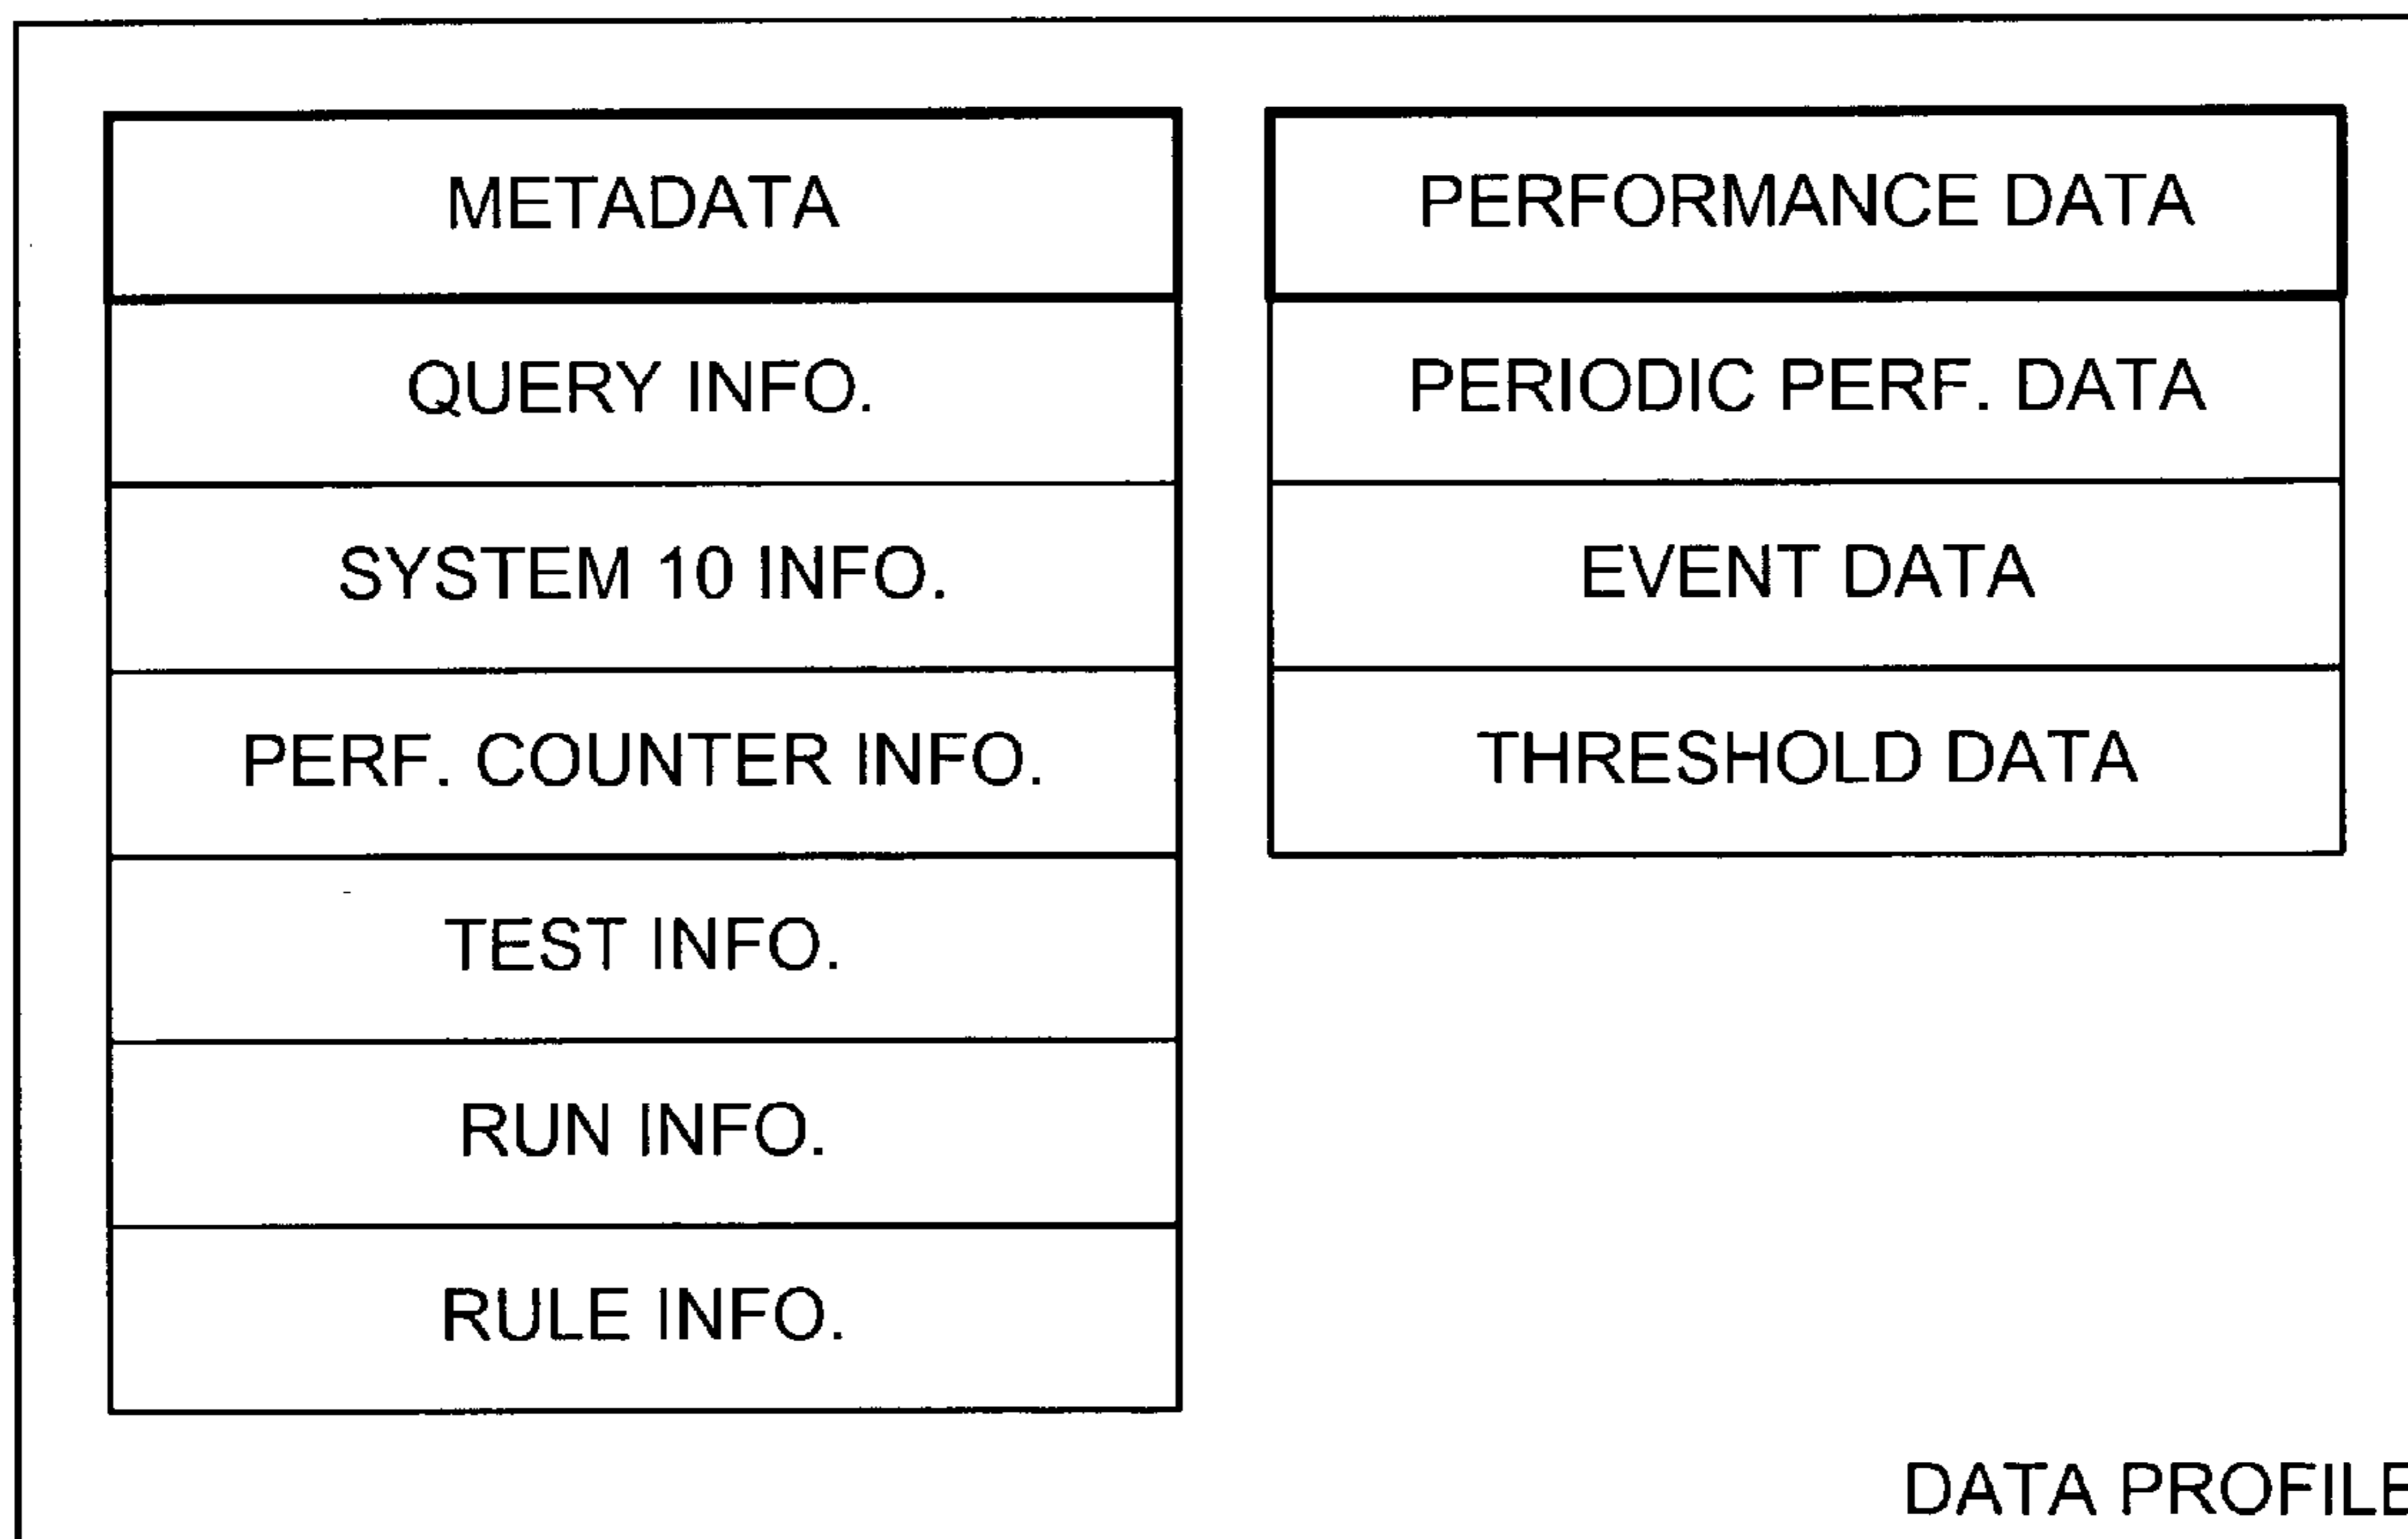 METADATA
QUERY INFO.
SYSTEM 10 INFO.
PERF. COUNTER INFO.
TEST INFO.
RUN INFO.
RULE INFO.
PERFORMANCE DATA
PERIODIC PERF. DATA
EVENT DATA
THRESHOLD DATA
DATA PROFILE